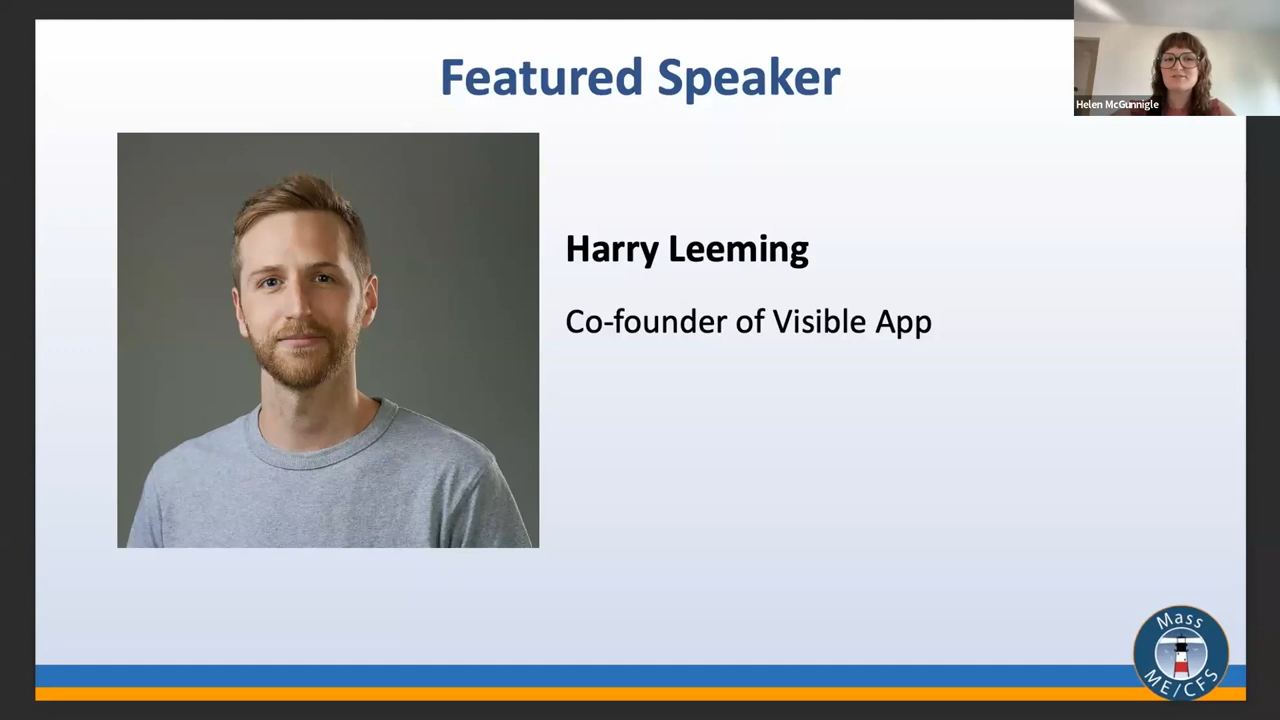 Featured Speaker
Helen McGunnigle
Harry Leeming
Co-founder of Visible App
Mass
ME/CFS